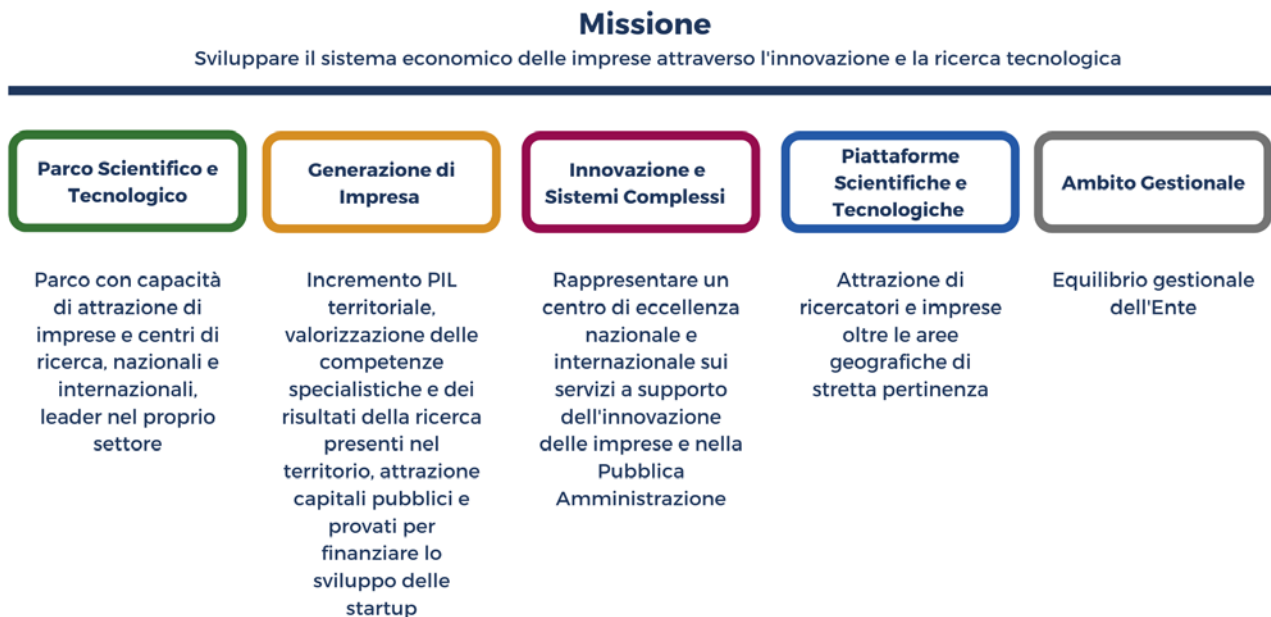 Missione
Sviluppare il sistema economico delle imprese attraverso l'innovazione e la ricerca tecnologica
Parco Scientifico e
Tecnologico
Parco con capacità
di attrazione di
imprese e centri di
ricerca, nazionali e
internazionali,
leader nel proprio
settore
Generazione di
Impresa
Incremento PIL
territoriale,
valorizzazione delle
competenze
specialistiche e dei
risultati della ricerca
presenti nel
territorio, attrazione
capitali pubblici e
provati per
finanziare lo
sviluppo delle
startup
Innovazione e
Sistemi Complessi
Rappresentare un
centro di eccellenza
nazionale e
internazionale sui
servizi a supporto
dell'innovazione
delle imprese e nella
Pubblica
Amministrazione
Piattaforme
Scientifiche e
Tecnologiche
Attrazione di
ricercatori e imprese
oltre le aree
geografiche di
stretta pertinenza
Ambito Gestionale
Equilibrio gestionale
dell'Ente